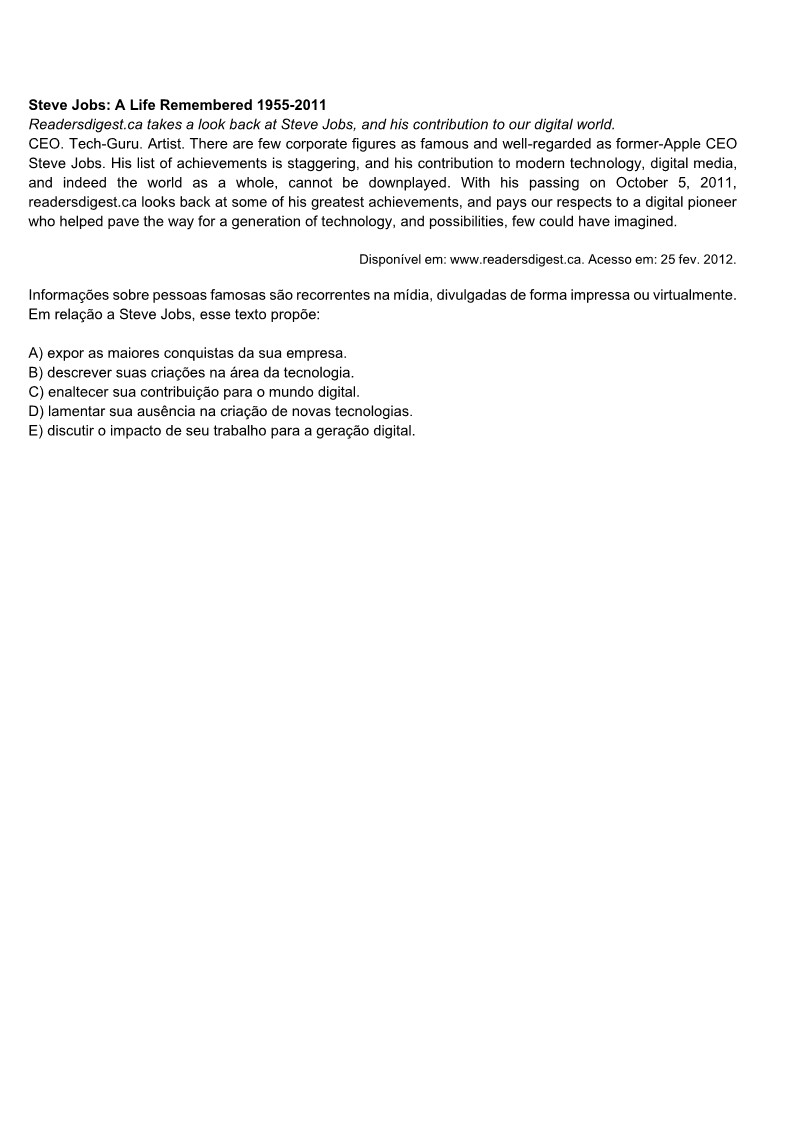 Steve Jobs: A Life Remembered 1955-2011
Readersdigest.ca takes a look back at Steve Jobs, and his contribution to our digital world.
CEO. Tech-Guru. Artist. There are few corporate figures as famous and well-regarded as former-Apple CEO
Steve Jobs. His list of achievements is staggering, and his contribution to modern technology, digital media,
and indeed the world as a whole, cannot be downplayed. With his passing on October 5, 2011,
readersdigest.ca looks back at some of his greatest achievements, and pays our respects to a digital pioneer
who helped pave the way for a generation of technology, and possibilities, few could have imagined.
Disponível em: www.readersdigest.ca. Acesso em: 25 fev. 2012.
Informações sobre pessoas famosas são recorrentes na mídia, divulgadas de forma impressa ou virtualmente.
Em relação a Steve Jobs, esse texto propõe:
A) expor as maiores conquistas da sua empresa.
B) descrever suas criações na área da tecnologia.
C) enaltecer sua contribuição para o mundo digital.
D) lamentar sua ausência na criação de novas tecnologias.
E) discutir o impacto de seu trabalho para a geração digital.